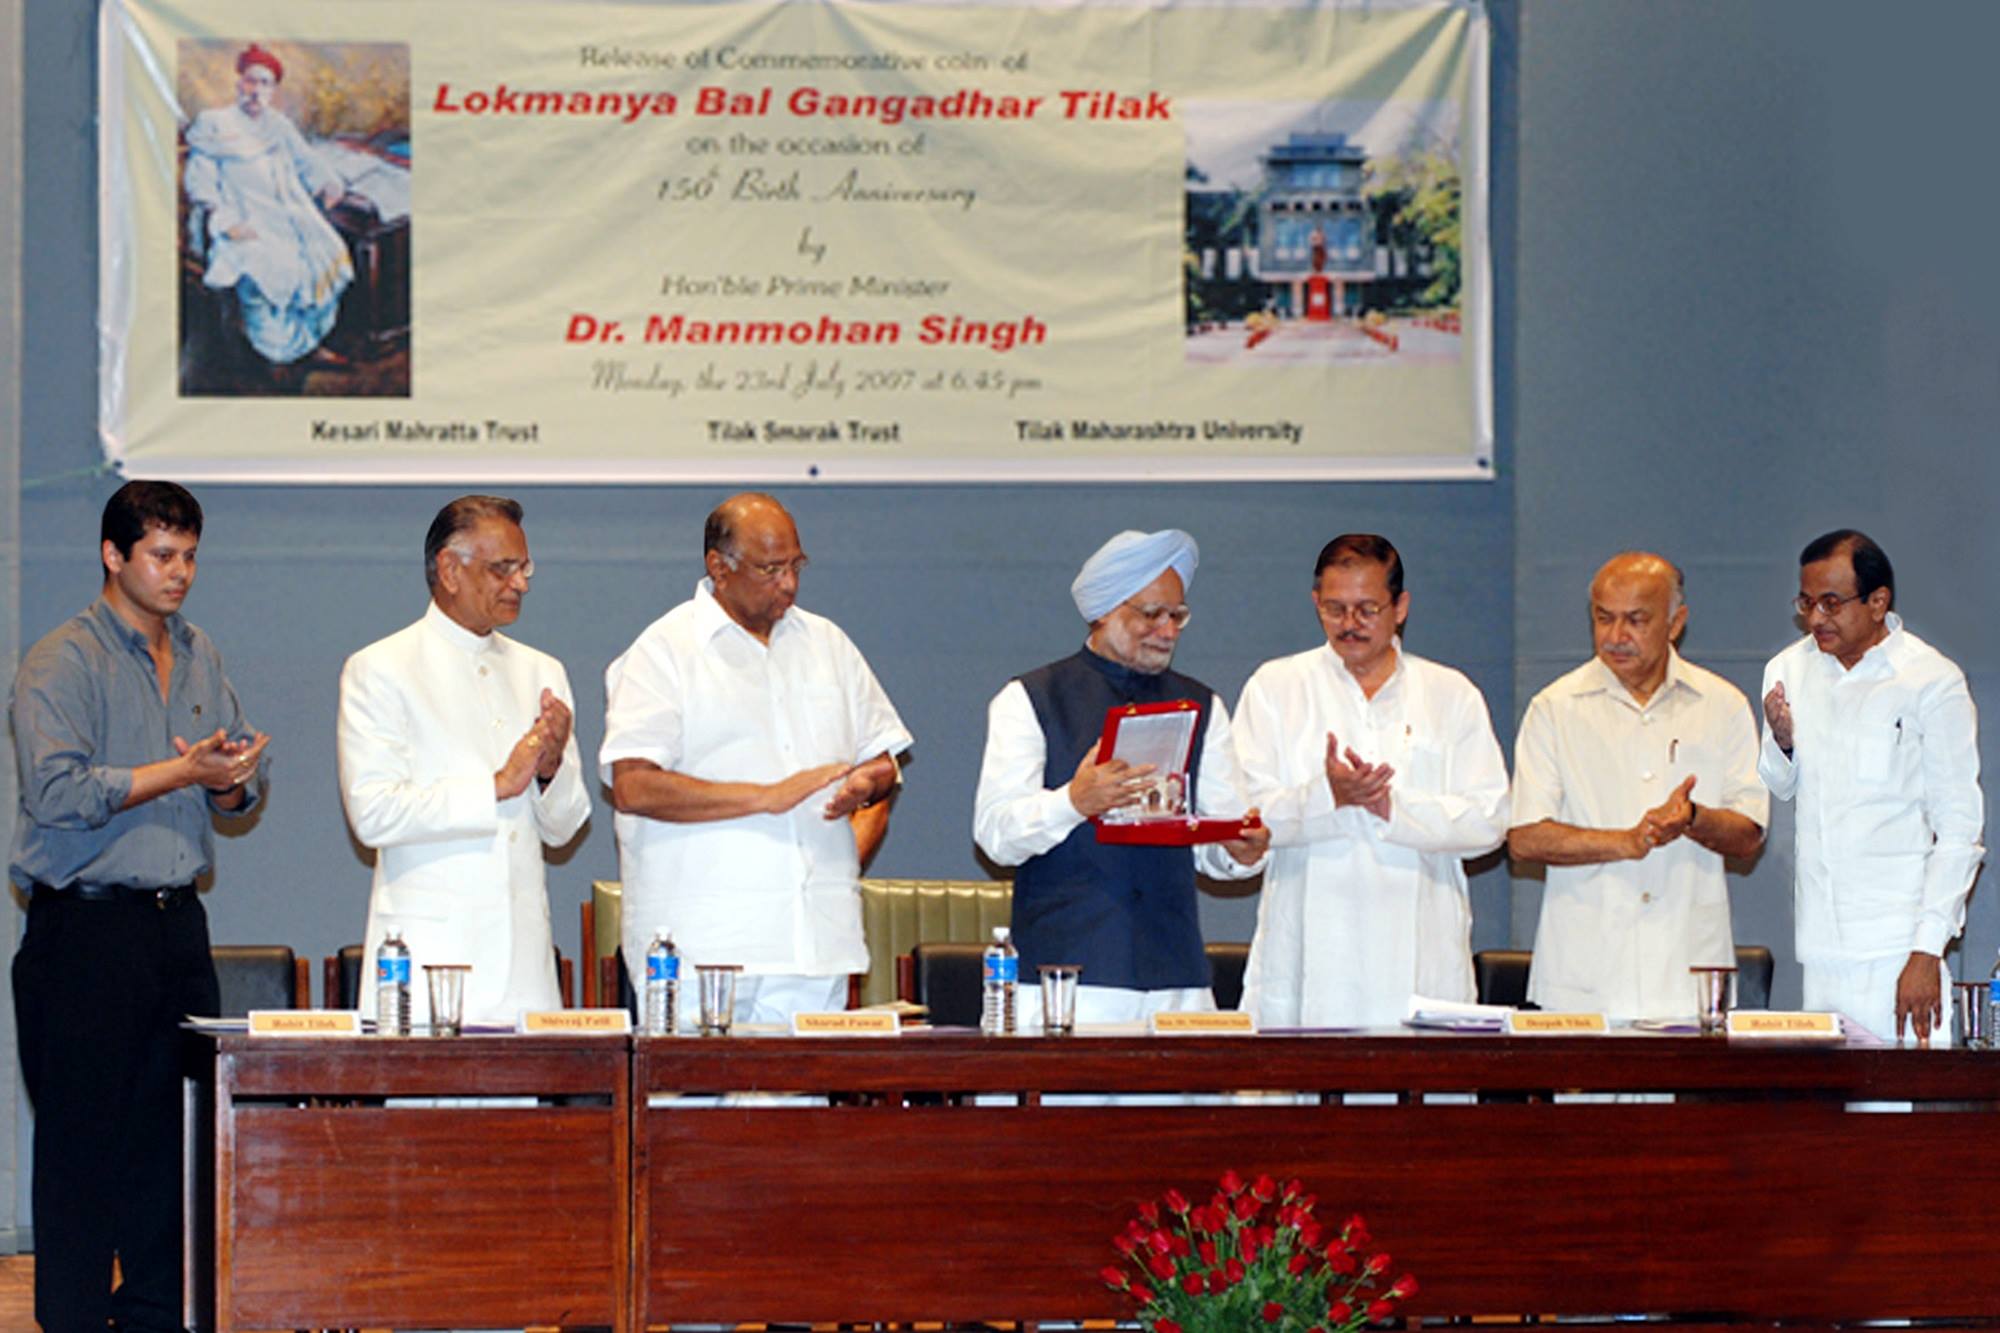 Release of Commemorative coin of
Lokmanya Bal Gangadhar Tilak
on the occasion of
150th Birth Anniversary
by
Hon'ble Prime Minister
Dr. Manmohan Singh
Monday, the 23rd July 2007 at 6.45 pm
Kesari Mahratta Trust Tilak Smarak Trust Tilak Maharashtra University
Rohit Tilak Shivraj Patil Sharad Pawar Deepak Tilak Rohit Tilak